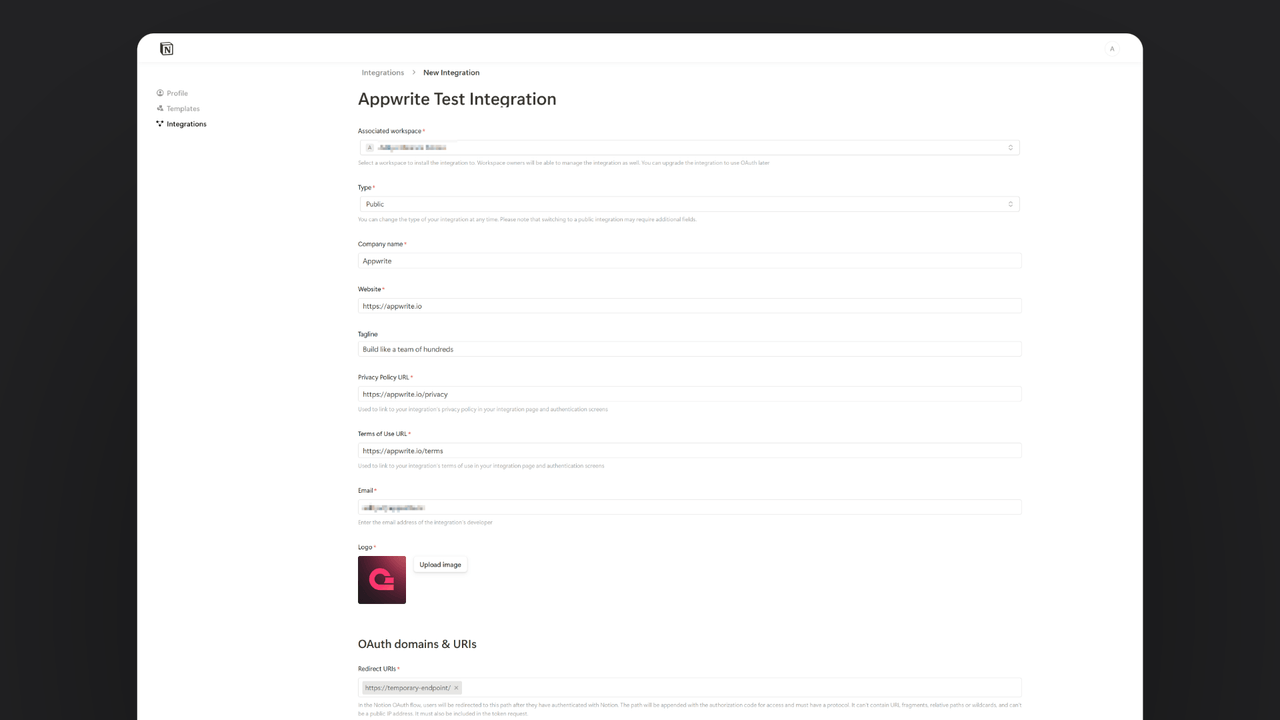 N
A
Integrations > New Integration
Profile
Templates
Integrations
Appwrite Test Integration
Associated workspace *
A
Select a workspace to install the integration to. Workspace owners will be able to manage the integration as well. You can upgrade the integration to use OAuth later
Type *
Public
You can change the type of your integration at any time. Please note that switching to a public integration may require additional fields.
Company name *
Appwrite
Website *
https://appwrite.io
Tagline
Build like a team of hundreds
Privacy Policy URL *
https://appwrite.io/privacy
Used to link to your integration's privacy policy in your integration page and authentication screens
Terms of Use URL *
https://appwrite.io/terms
Used to link to your integration's terms of use in your integration page and authentication screens
Email *
Enter the email address of the integration's developer
Logo *
Upload image
OAuth domains & URIs
Redirect URIs *
https://temporary-endpoint/ ×
In the Notion OAuth flow, users will be redirected to this path after they have authenticated with Notion. The path will be appended with the authorization code for access and must have a protocol. It can't contain URL fragments, relative paths or wildcards, and can't
be a public IP address. It must also be included in the token request.